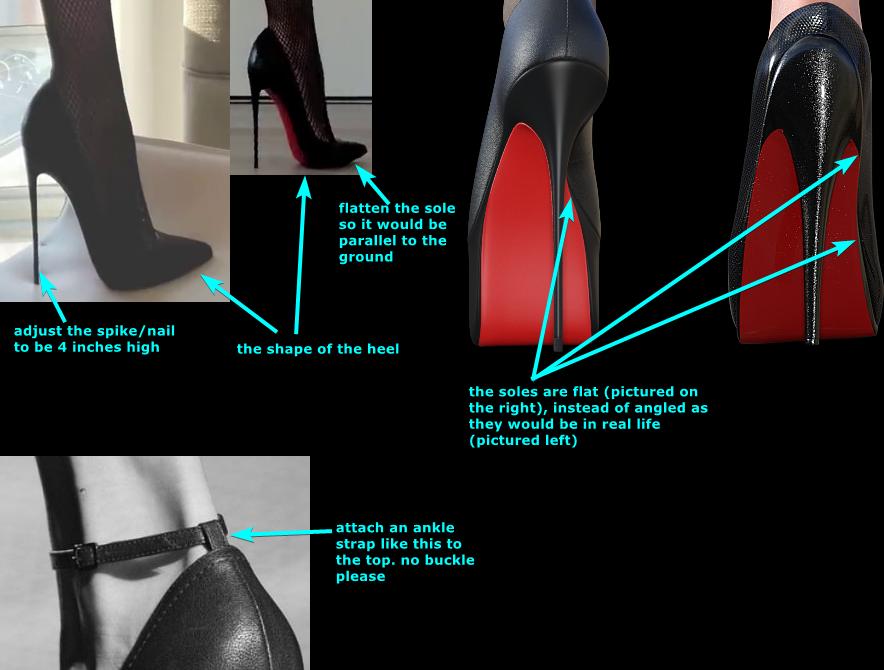 flatten the sole
so it would be
parallel to the
ground
adjust the spike/nail
to be 4 inches high
the shape of the heel
the soles are flat (pictured on
the right), instead of angled as
they would be in real life
(pictured left)
attach an ankle
strap like this to
the top. no buckle
please